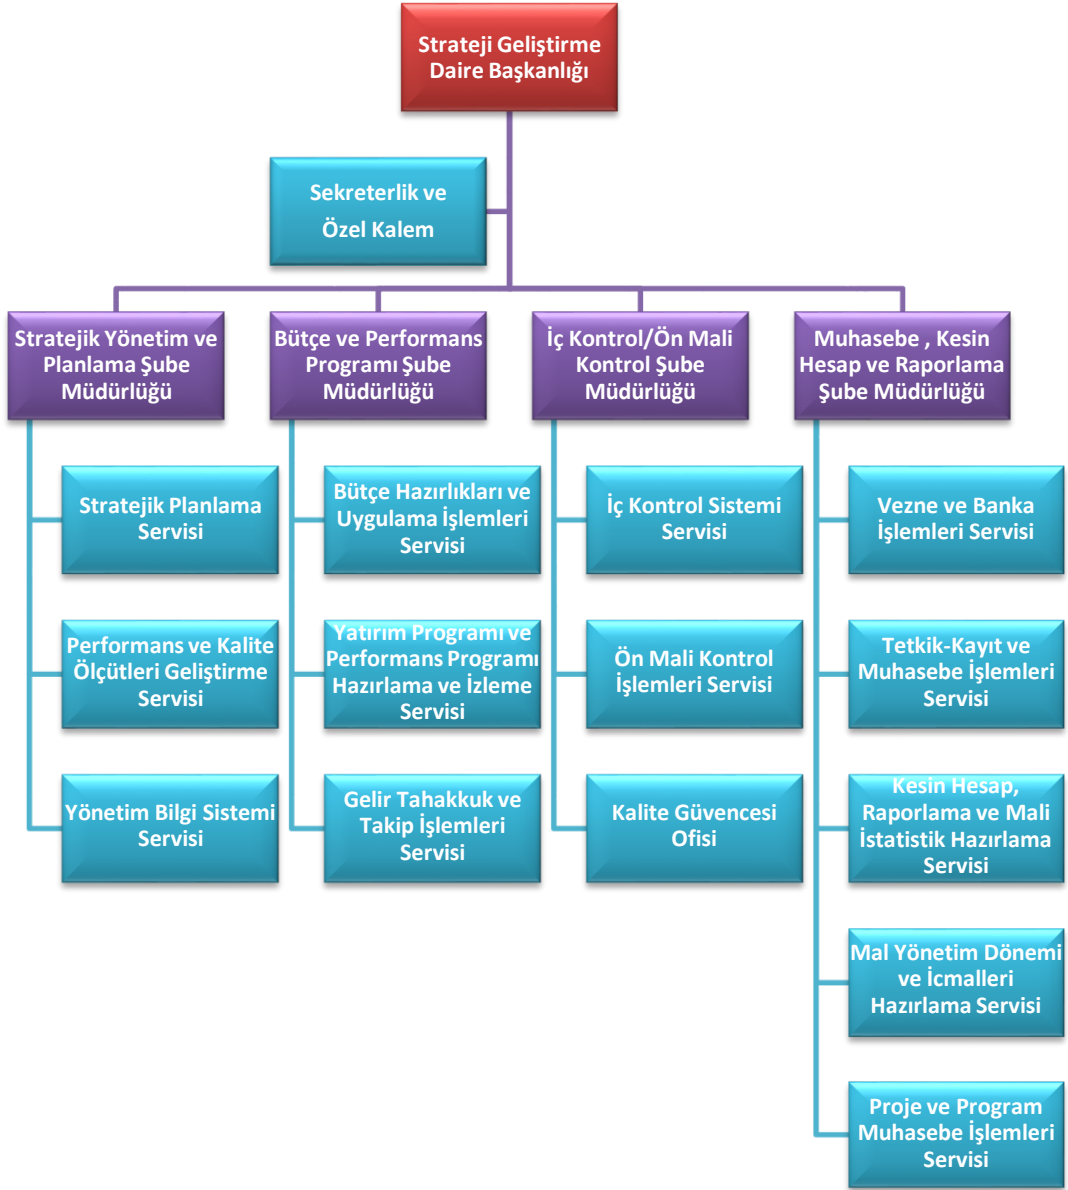 Strateji Geliştirme
Daire Başkanlığı
Sekreterlik ve
Özel Kalem
Stratejik Yönetim ve
Planlama Şube
Müdürlüğü
Bütçe ve Performans
Programı Şube
Müdürlüğü
İç Kontrol/Ön Mali
Kontrol Şube
Müdürlüğü
Muhasebe , Kesin
Hesap ve Raporlama
Şube Müdürlüğü
Stratejik Planlama
Servisi
Performans ve Kalite
Ölçütleri Geliştirme
Servisi
Yönetim Bilgi Sistemi
Servisi
Bütçe Hazırlıkları ve
Uygulama İşlemleri
Servisi
Yatırım Programı ve
Performans Programı
Hazırlama ve İzleme
Servisi
Gelir Tahakkuk ve
Takip İşlemleri
Servisi
İç Kontrol Sistemi
Servisi
Ön Mali Kontrol
İşlemleri Servisi
Kalite Güvencesi
Ofisi
Vezne ve Banka
İşlemleri Servisi
Tetkik-Kayıt ve
Muhasebe İşlemleri
Servisi
Kesin Hesap,
Raporlama ve Mali
İstatistik Hazırlama
Servisi
Mal Yönetim Dönemi
ve İcmalleri
Hazırlama Servisi
Proje ve Program
Muhasebe İşlemleri
Servisi